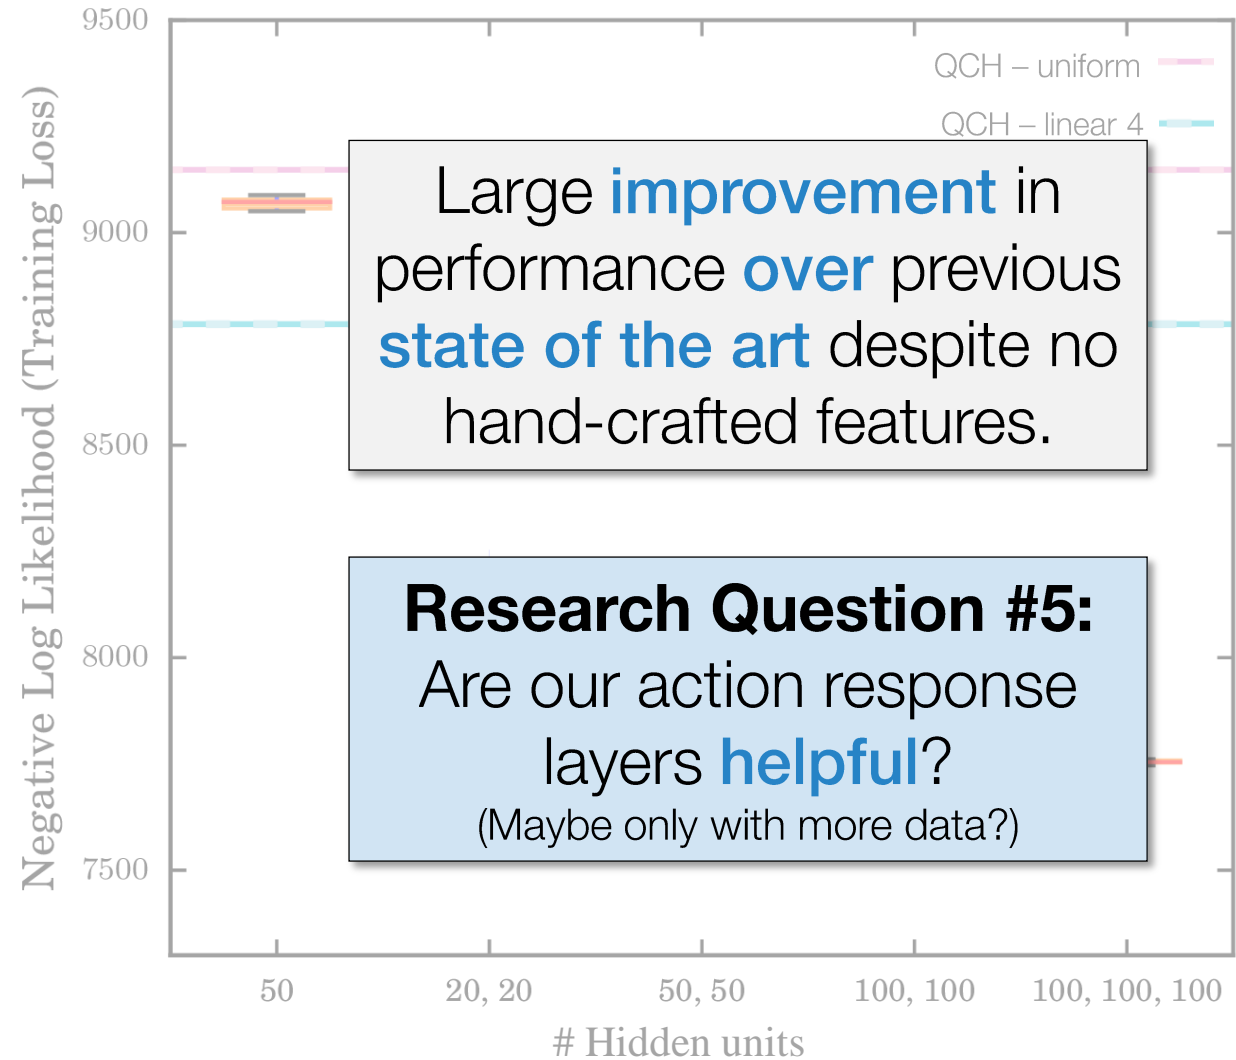 9500
QCH – uniform
QCH – linear 4
Large improvement in
performance over previous
state of the art despite no
hand-crafted features.
9000
8500
Research Question #5:
Are our action response
layers helpful?
(Maybe only with more data?)
8000
7500
Negative Log Likelihood (Training Loss)
50
20, 20
50, 50
100, 100
100, 100, 100
# Hidden units